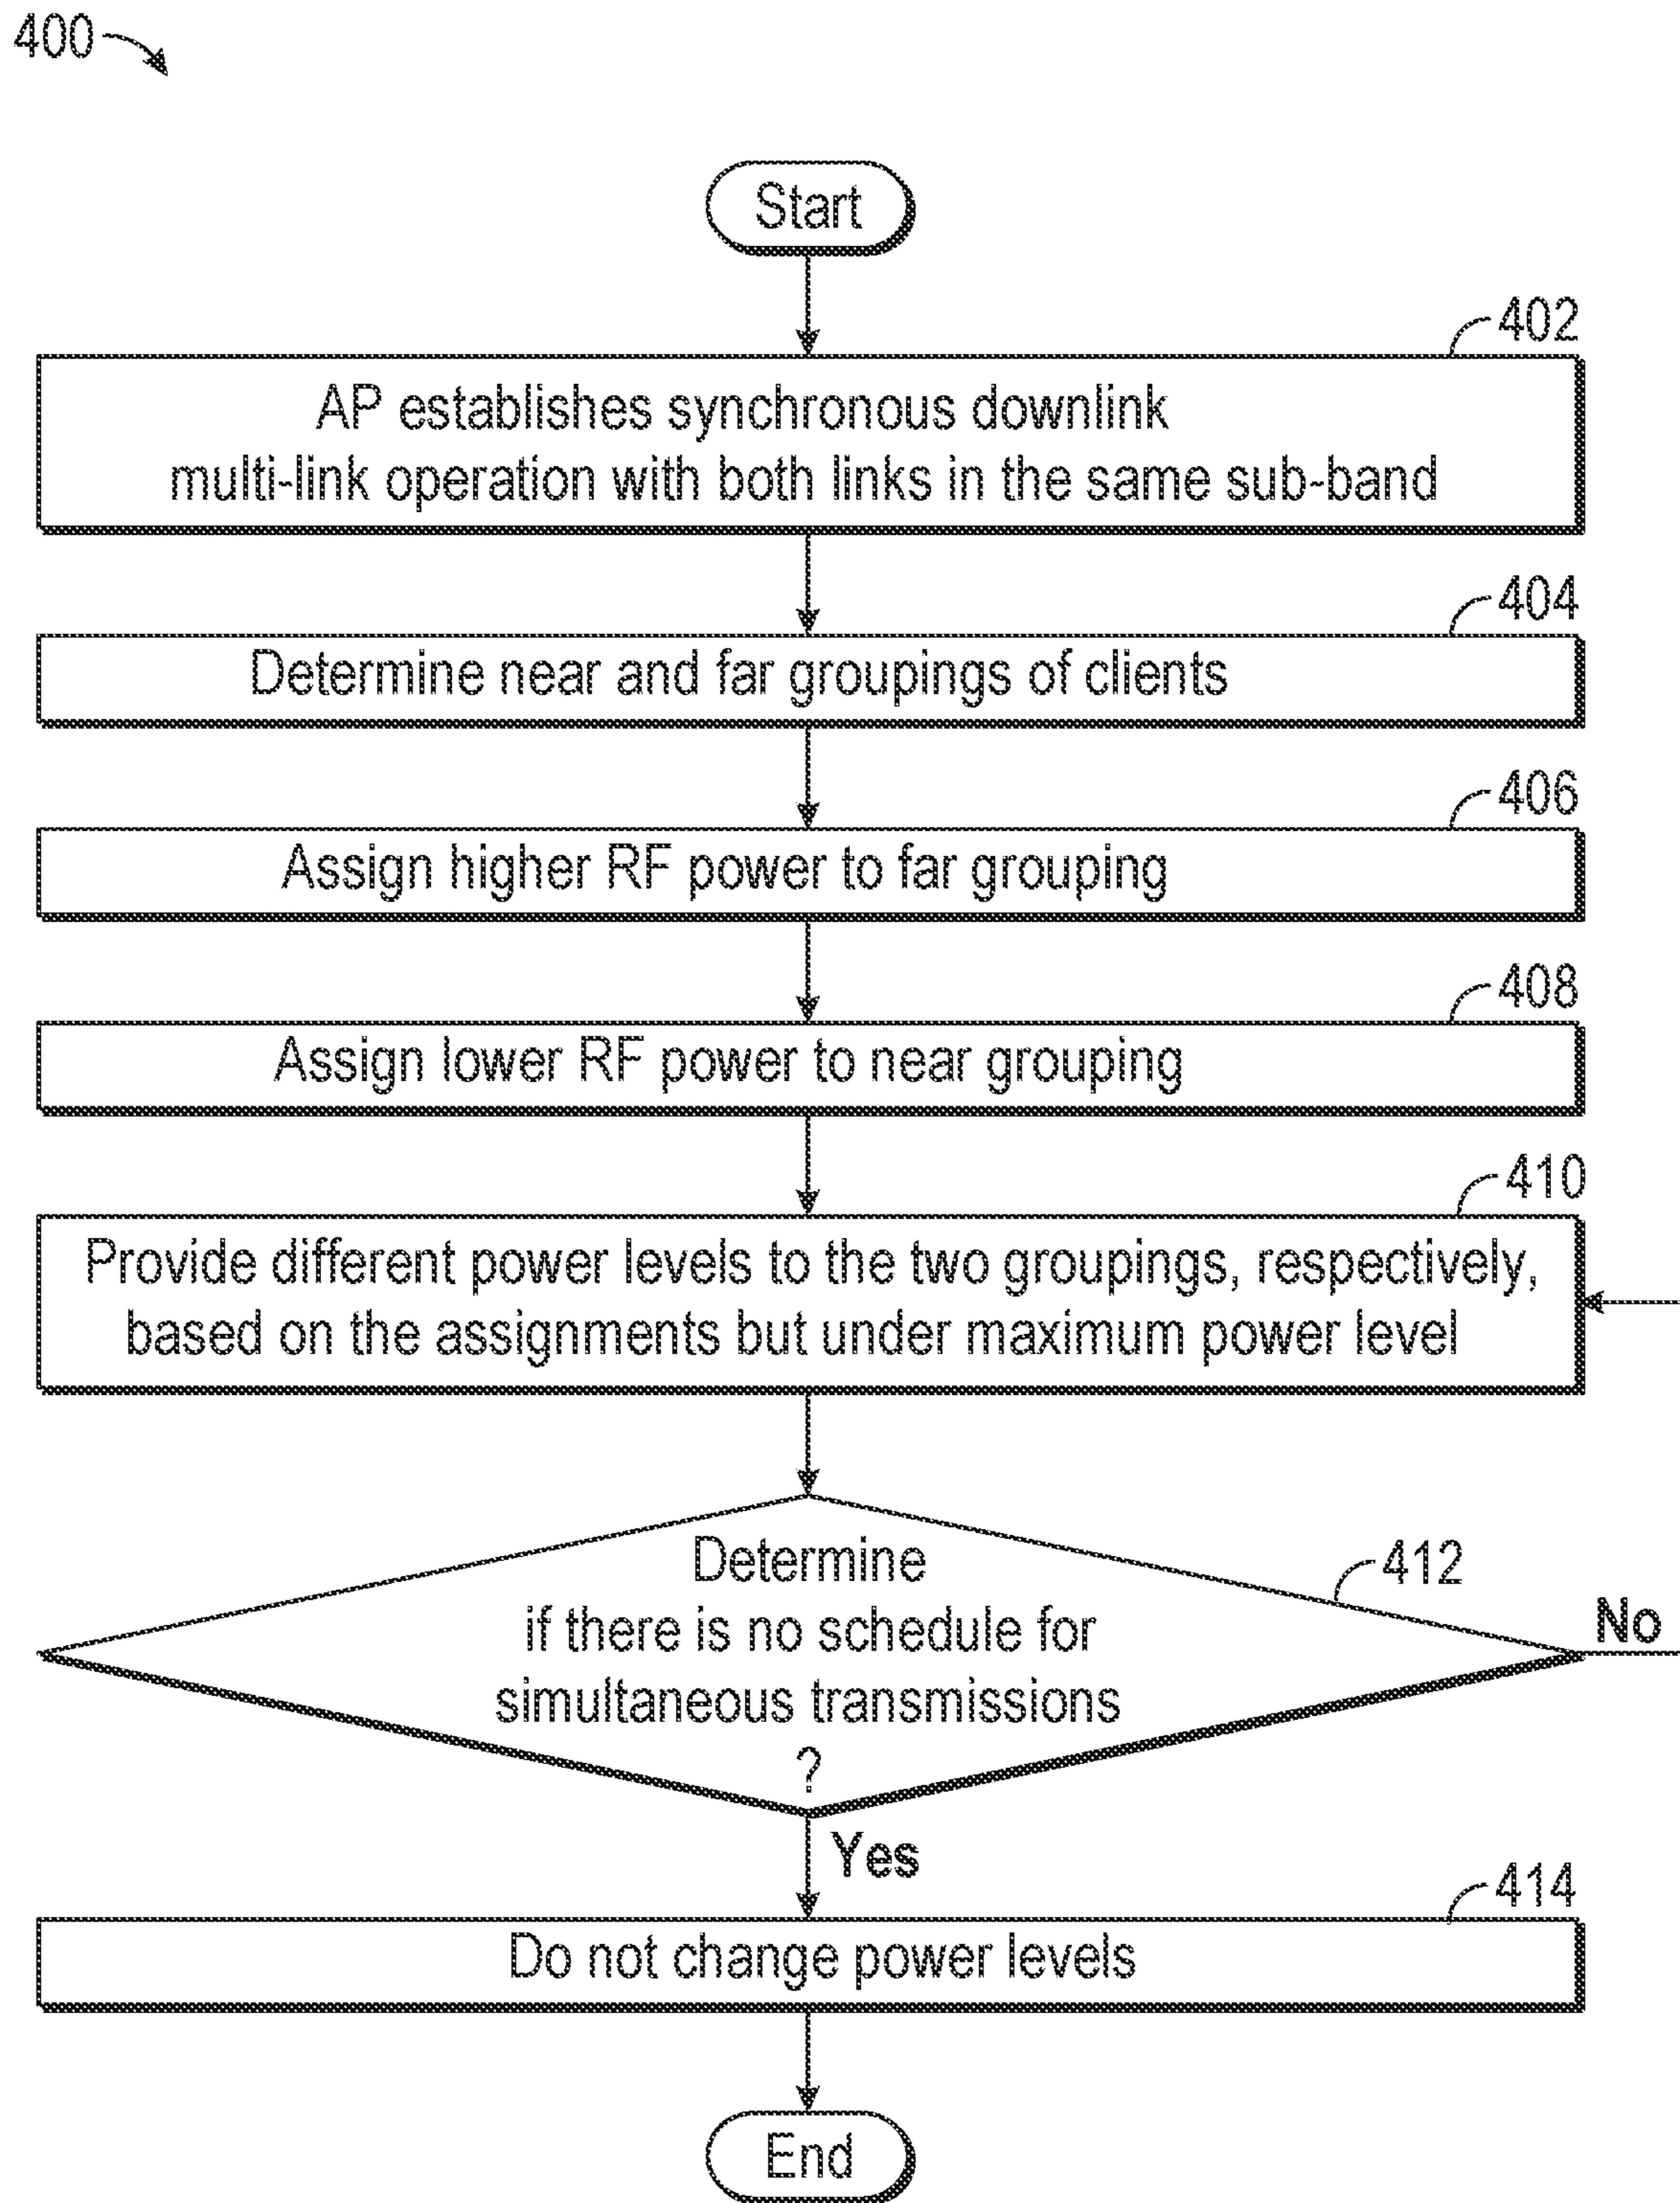 400
Start
402
AP establishes synchronous downlink
multi-link operation with both links in the same sub-band
404
Determine near and far groupings of clients
406
Assign higher RF power to far grouping
408
Assign lower RF power to near grouping
410
Provide different power levels to the two groupings, respectively,
based on the assignments but under maximum power level
Determine
412
if there is no schedule for
No
simultaneous transmissions
?
Yes
414
Do not change power levels
End